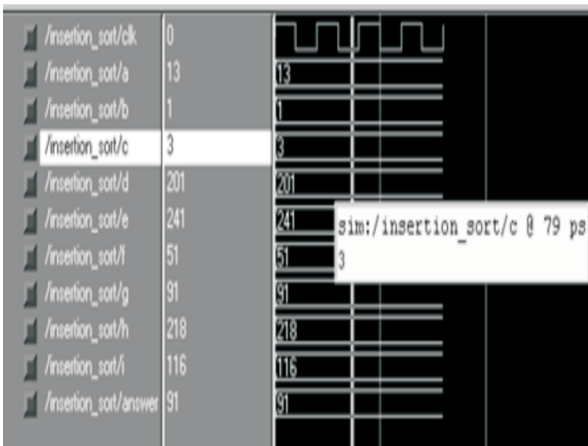 /insertion_sort/clk 0
/insertion_sort/a 13 13
/insertion_sort/b 1 1
/insertion_sort/c 3 3
/insertion_sort/d 201 201
/insertion_sort/e 241 241
sim:/insertion_sort/c @ 79 ps
3
/insertion_sort/f 51 51
/insertion_sort/g 91 91
/insertion_sort/h 218 218
/insertion_sort/i 116 116
/insertion_sort/answer 91 91